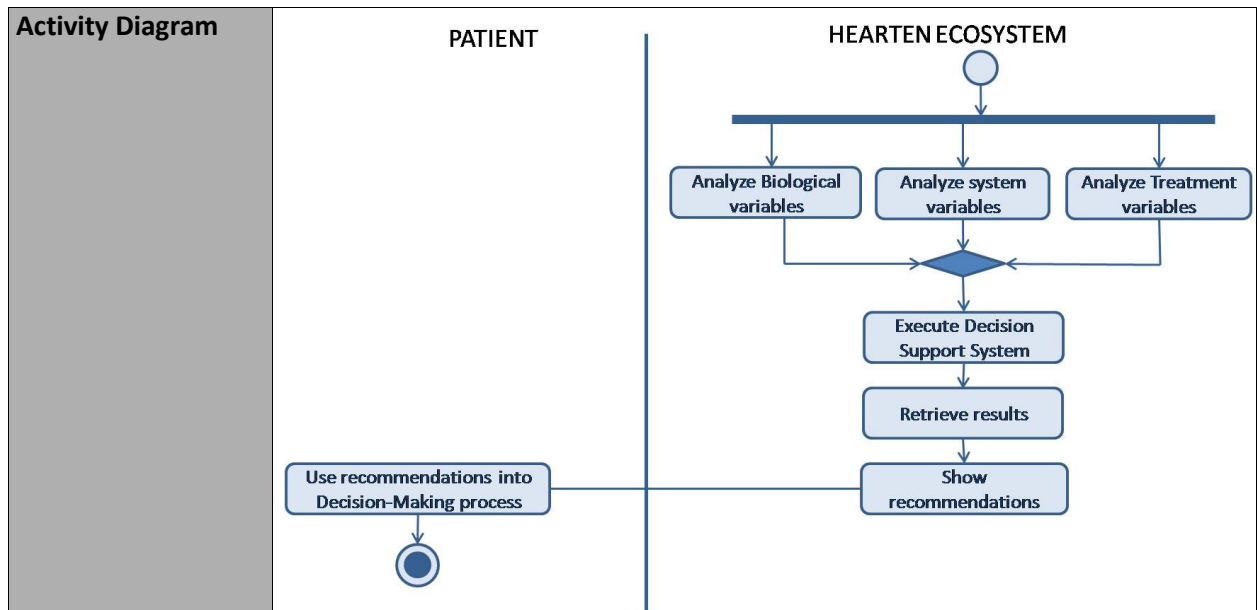 Activity Diagram
PATIENT
HEARTEN ECOSYSTEM
Analyze Biological
variables
Analyze system
variables
Analyze Treatment
variables
Execute Decision
Support System
Retrieve results
Use recommendations into
Decision-Making process
Show
recommendations